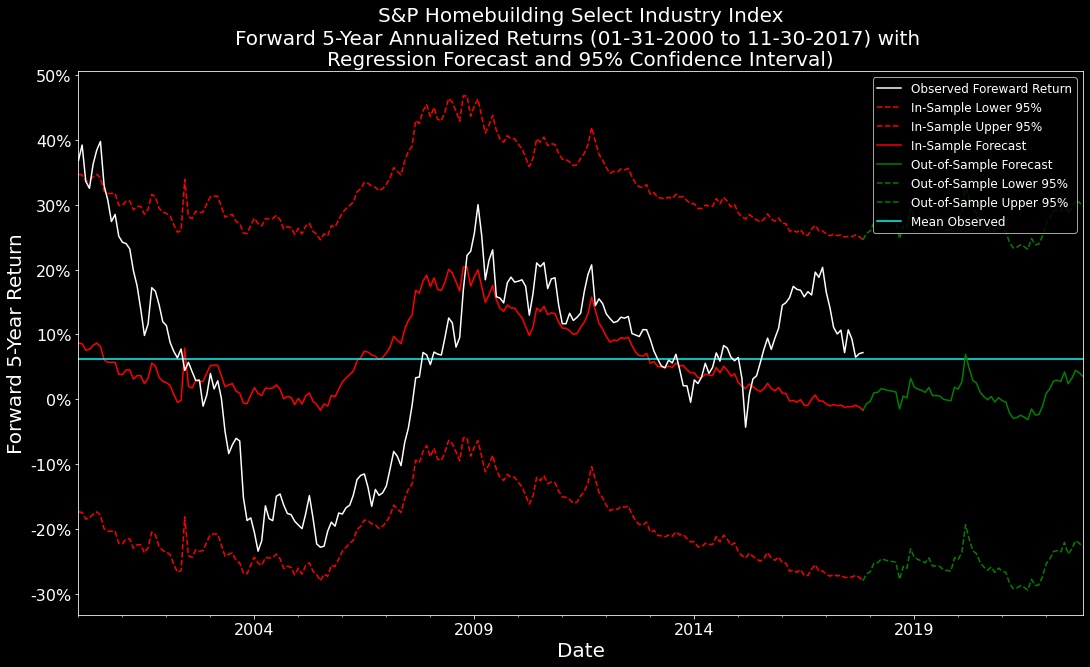 S&P Homebuilding Select Industry Index
Forward 5-Year Annualized Returns (01-31-2000 to 11-30-2017) with
Regression Forecast and 95% Confidence Interval)
Forward 5-Year Return
50%
40%
30%
20%
10%
0%
-10%
-20%
-30%
Observed Foreward Return
In-Sample Lower 95%
In-Sample Upper 95%
In-Sample Forecast
Out-of-Sample Forecast
Out-of-Sample Lower 95%
Out-of-Sample Upper 95%
Mean Observed
2004
2009
2014
2019
Date